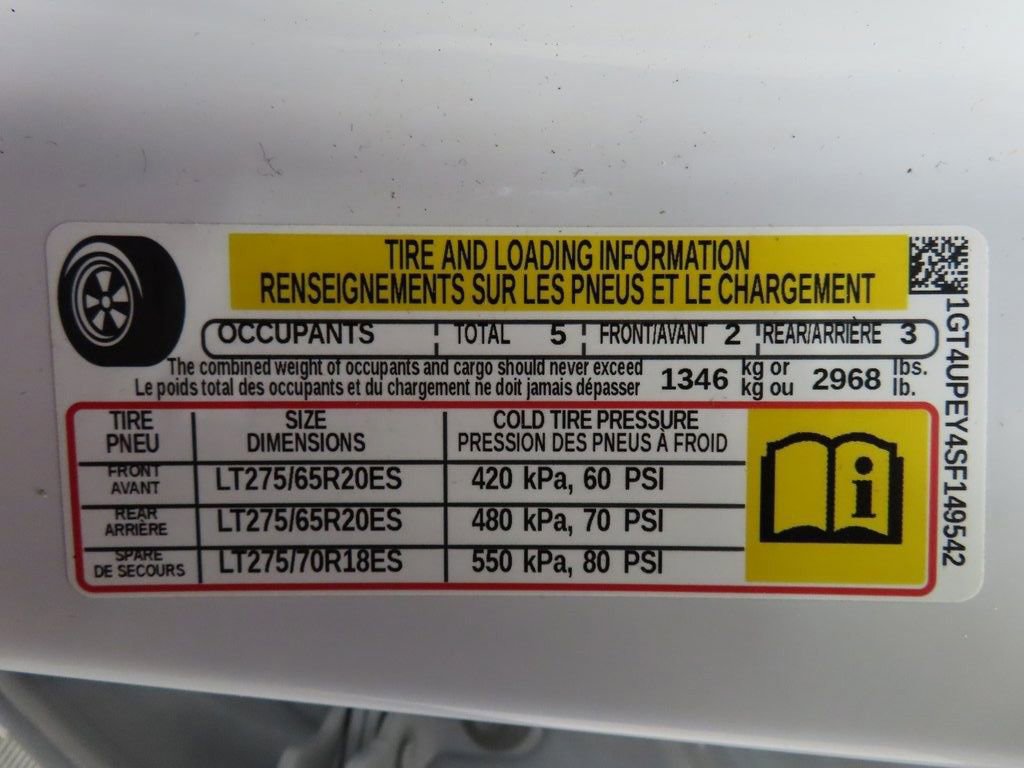 TIRE AND LOADING INFORMATION
RENSEIGNEMENTS SUR LES PNEUS ET LE CHARGEMENT
OCCUPANTS TOTAL 5 FRONT/AVANT 2 REAR/ARRIÈRE 3
The combined weight of occupants and cargo should never exceed 1346 kg or 2968 lbs.
Le poids total des occupants et du chargement ne doit jamais dépasser kg ou lb.
TIRE SIZE COLD TIRE PRESSURE
PNEU DIMENSIONS PRESSION DES PNEUS À FROID
FRONT
AVANT LT275/65R20ES 420 kPa, 60 PSI
REAR
ARRIÈRE LT275/65R20ES 480 kPa, 70 PSI
SPARE
DE SECOURS LT275/70R18ES 550 kPa, 80 PSI
i
1GT4UPEY4SF149542